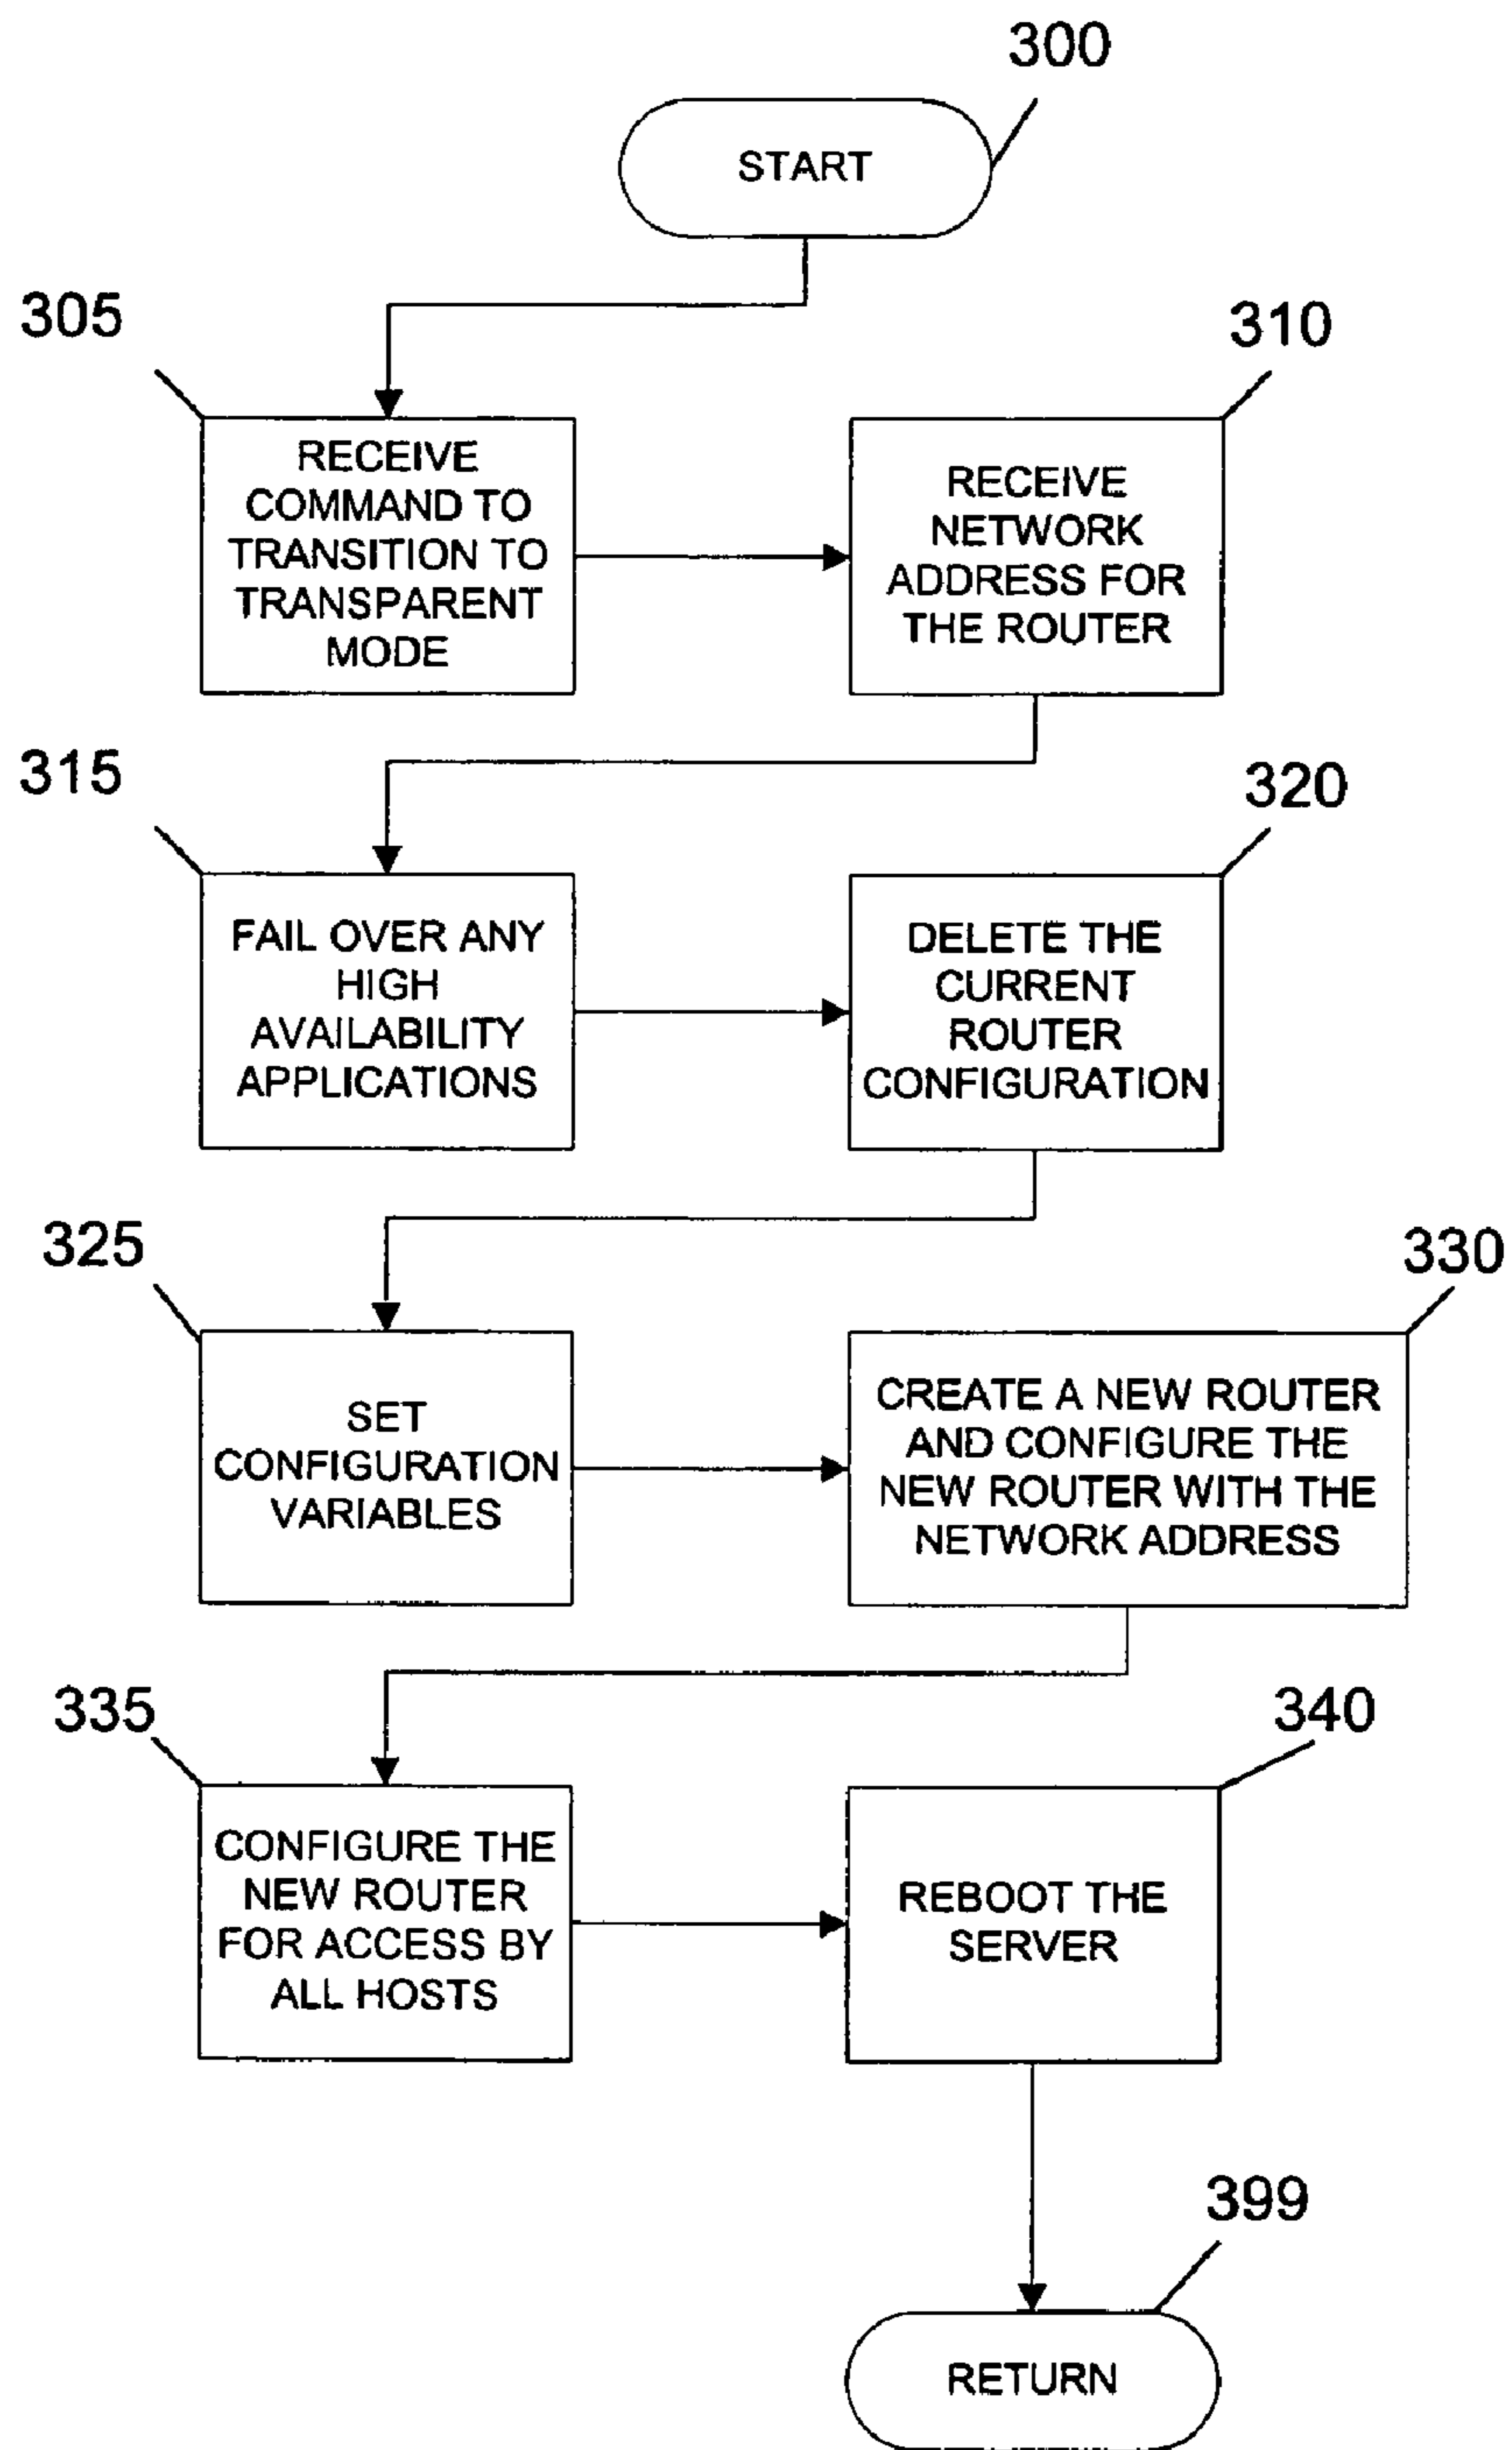 300
START
305
310
RECEIVE
COMMAND TO
TRANSITION TO
TRANSPARENT
MODE
RECEIVE
NETWORK
ADDRESS FOR
THE ROUTER
315
320
FAIL OVER ANY
HIGH
AVAILABILITY
APPLICATIONS
DELETE THE
CURRENT
ROUTER
CONFIGURATION
325
330
SET
CONFIGURATION
VARIABLES
CREATE A NEW ROUTER
AND CONFIGURE THE
NEW ROUTER WITH THE
NETWORK ADDRESS
335
340
CONFIGURE THE
NEW ROUTER
FOR ACCESS BY
ALL HOSTS
REBOOT THE
SERVER
399
RETURN